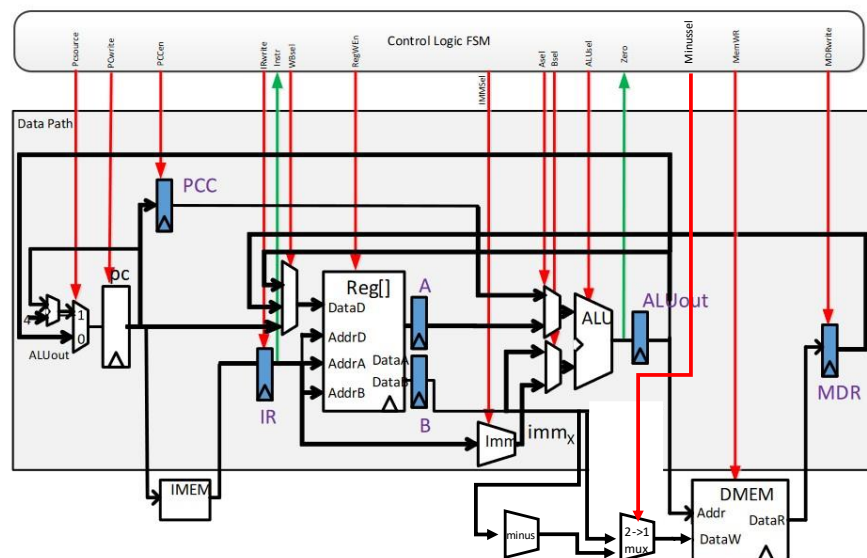 Control Logic FSM
Pcsource
PCwrite
PCCen
IRwrite
Instr
WBsel
RegWEn
IMMSel
Asel
Bsel
ALUsel
Zero
Minussel
MemWR
MDRwrite
Data Path
PCC
pc
4
1
0
ALUout
Reg[]
DataD
AddrD
AddrA
AddrB
DataA
DataB
A
B
IR
ALU
ALUout
MDR
Imm
imm_x
IMEM
DMEM
Addr
DataW
DataR
minus
2->1
mux